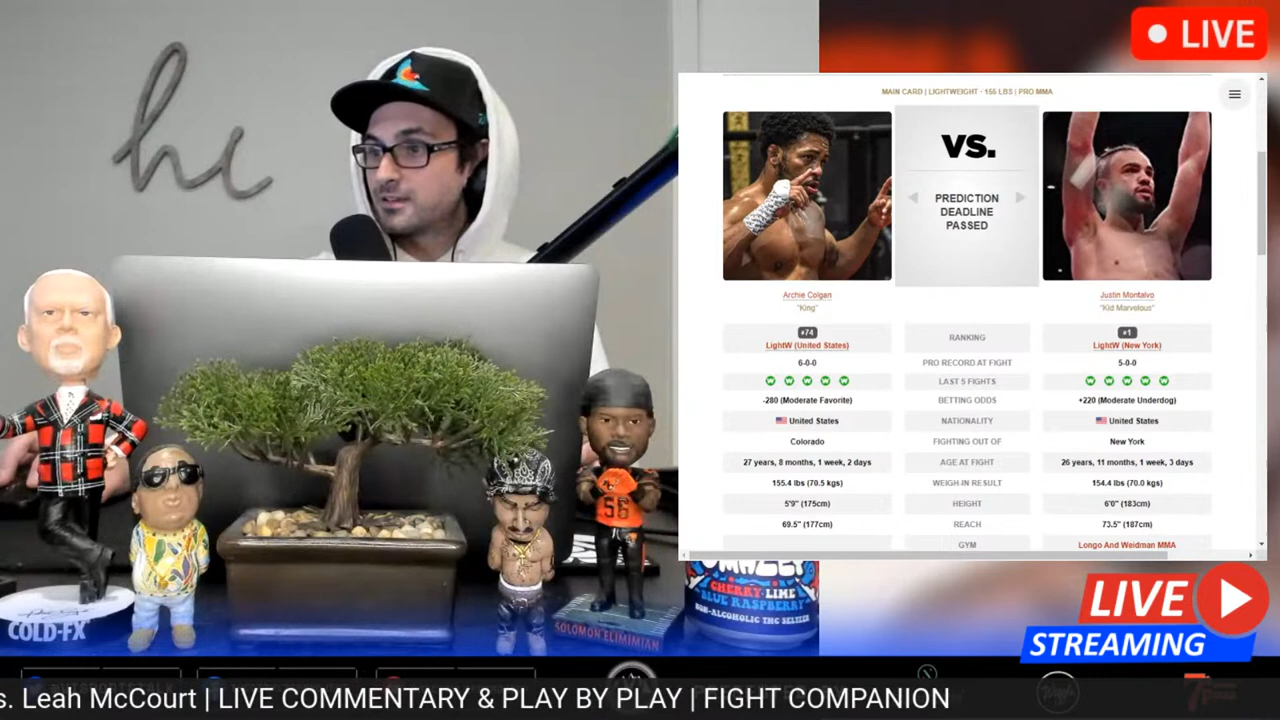 LIVE
hi
MAIN CARD | LIGHTWEIGHT · 155 LBS | PRO MMA
VS.
PREDICTION
DEADLINE
PASSED
Archie Colgan
"King"
Justin Montalvo
"Kid Marvelous"
#74
LightW (United States)
RANKING
#1
LightW (New York)
6-0-0
PRO RECORD AT FIGHT
5-0-0
W W W W W
LAST 5 FIGHTS
W W W W W
-280 (Moderate Favorite)
BETTING ODDS
+220 (Moderate Underdog)
United States
NATIONALITY
United States
Colorado
FIGHTING OUT OF
New York
27 years, 8 months, 1 week, 2 days
AGE AT FIGHT
26 years, 11 months, 1 week, 3 days
155.4 lbs (70.5 kgs)
WEIGH-IN RESULT
154.4 lbs (70.0 kgs)
5'9" (175cm)
HEIGHT
6'0" (183cm)
69.5" (177cm)
REACH
73.5" (187cm)
GYM
Longo And Weidman MMA
56
CHERRY-LIME
BLUE RASPBERRY
NON-ALCOHOLIC THC SELTZER
COLD-FX
SOLOMON ELIMIMIAN
LIVE
STREAMING
s. Leah McCourt | LIVE COMMENTARY & PLAY BY PLAY | FIGHT COMPANION